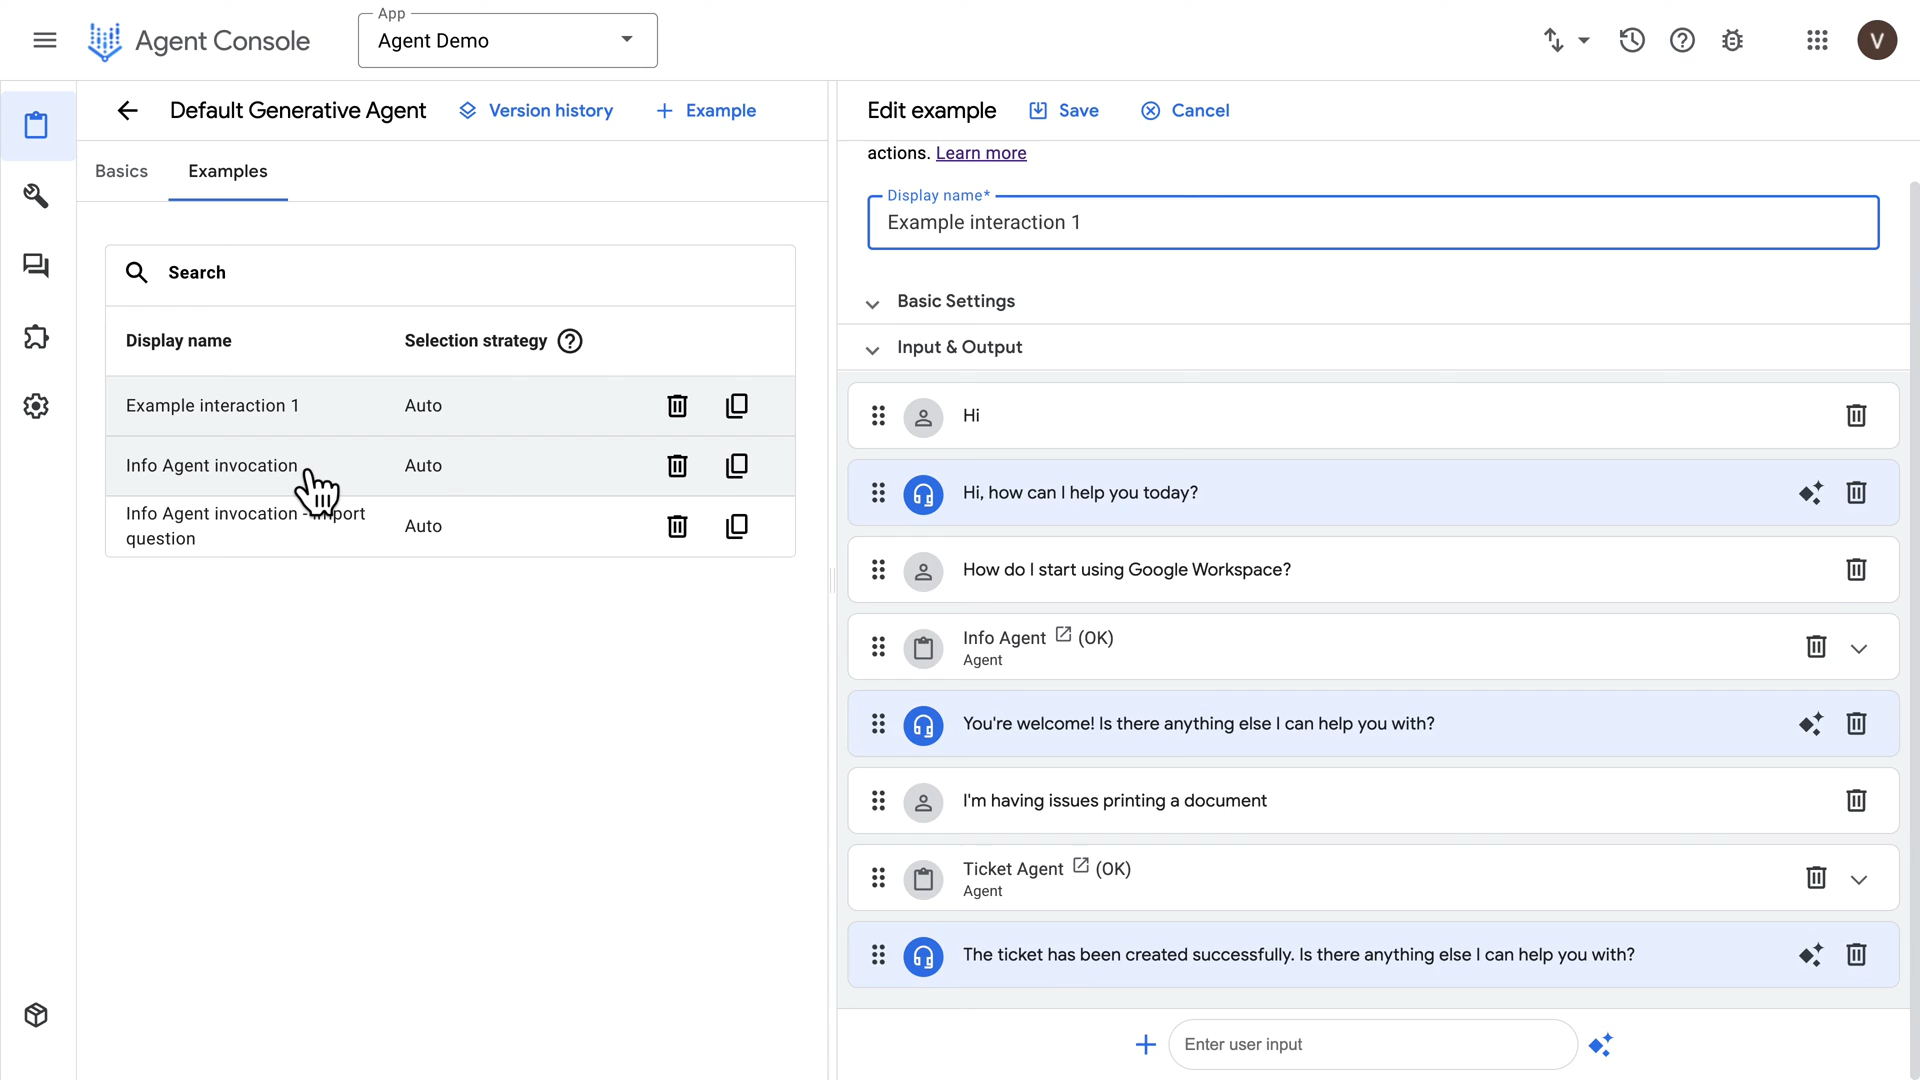 App
Agent Console
Agent Demo
V
Default Generative Agent
Version history
Example
Edit example
Save
Cancel
Basics
Examples
actions. Learn more
Display name*
Example interaction 1
Search
Display name
Selection strategy
Example interaction 1
Auto
Info Agent invocation
Auto
Info Agent invocation - import
question
Auto
Basic Settings
Input & Output
Hi
Hi, how can I help you today?
How do I start using Google Workspace?
Info Agent (OK)
Agent
You're welcome! Is there anything else I can help you with?
I'm having issues printing a document
Ticket Agent (OK)
Agent
The ticket has been created successfully. Is there anything else I can help you with?
Enter user input